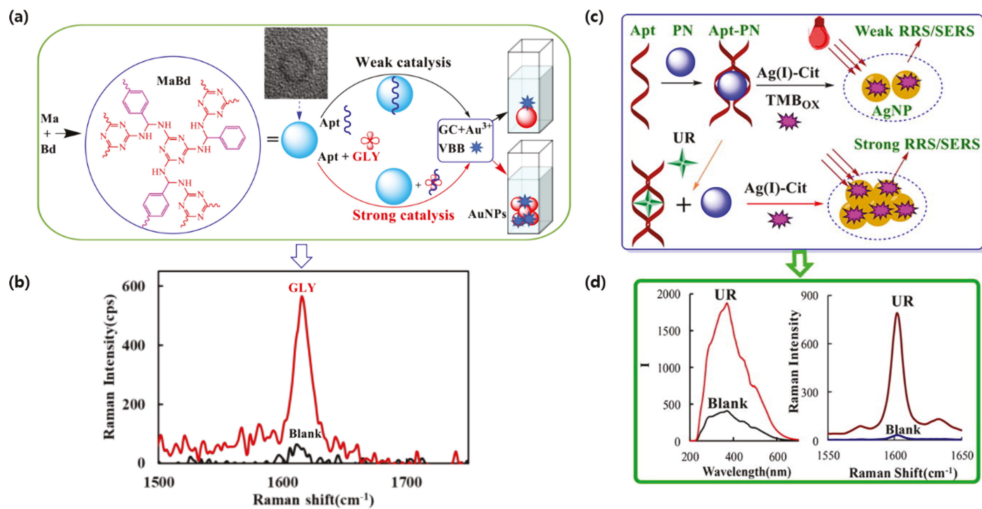 (a)
MaBd
Ma
+
Bd
N
NH
HN
=
Weak catalysis
Apt
Apt + GLY
+
Strong catalysis
GC+Au³⁺
VBB
AuNPs
(b)
Raman intensity(cps)
600
400
200
0
GLY
Blank
1500
1600
1700
Raman shift(cm⁻¹)
(c)
Apt
PN
Apt-PN
Ag(I)-Cit
TMBOX
Weak RRS/SERS
AgNP
UR
+
Ag(I)-Cit
Strong RRS/SERS
(d)
I
2000
1500
1000
500
0
UR
Blank
200
400
600
Wavelength(nm)
Raman Intensity
900
600
300
0
UR
Blank
1550
1600
1650
Raman Shift(cm⁻¹)